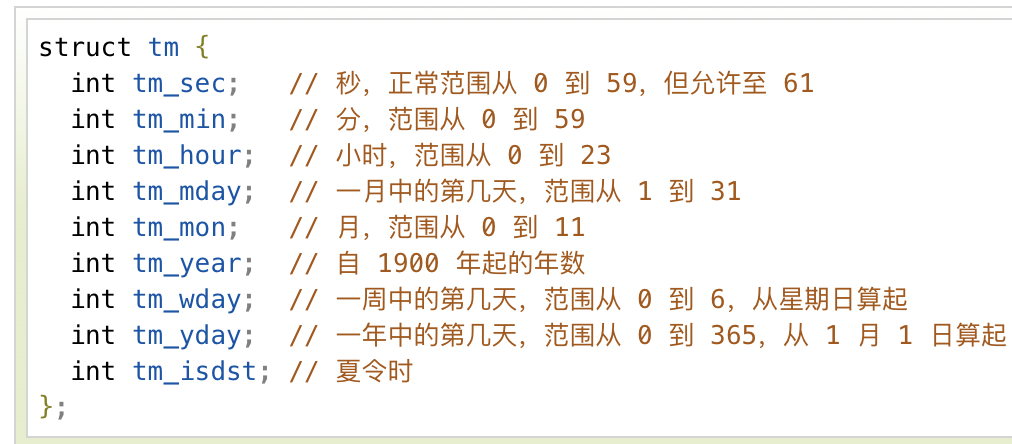 struct tm {
  int tm_sec;   // 秒，正常范围从 0 到 59，但允许至 61
  int tm_min;   // 分，范围从 0 到 59
  int tm_hour;  // 小时，范围从 0 到 23
  int tm_mday;  // 一月中的第几天，范围从 1 到 31
  int tm_mon;   // 月，范围从 0 到 11
  int tm_year;  // 自 1900 年起的年数
  int tm_wday;  // 一周中的第几天，范围从 0 到 6，从星期日算起
  int tm_yday;  // 一年中的第几天，范围从 0 到 365，从 1 月 1 日算起
  int tm_isdst; // 夏令时
};